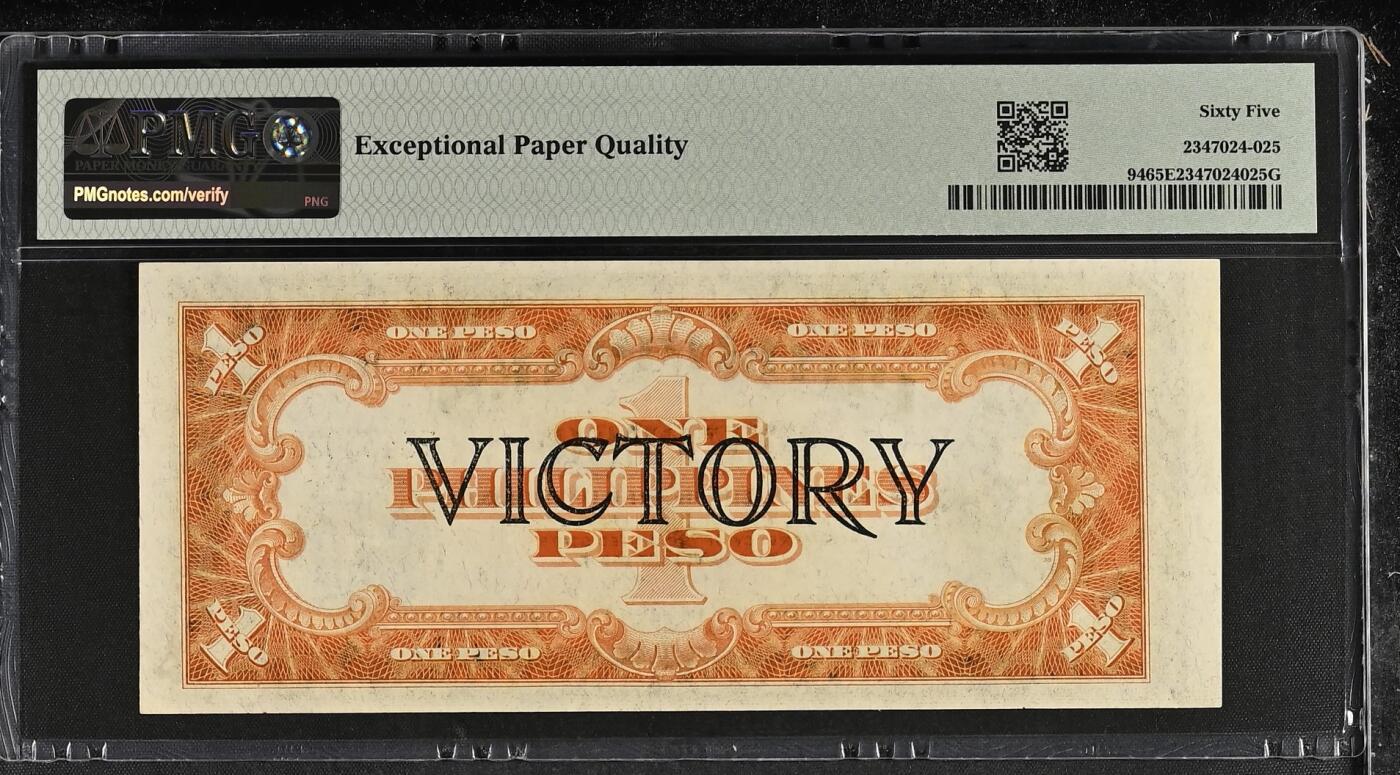 PMG
PAPER MONEY GUARANTY
PMGnotes.com/verify
PNG
Exceptional Paper Quality
Sixty Five
2347024-025
9465E2347024025G
1 PESO
ONE PESO
ONE PESO
1 PESO
1
ONE
PHILIPPINES
VICTORY
PESO
1 PESO
ONE PESO
ONE PESO
1 PESO